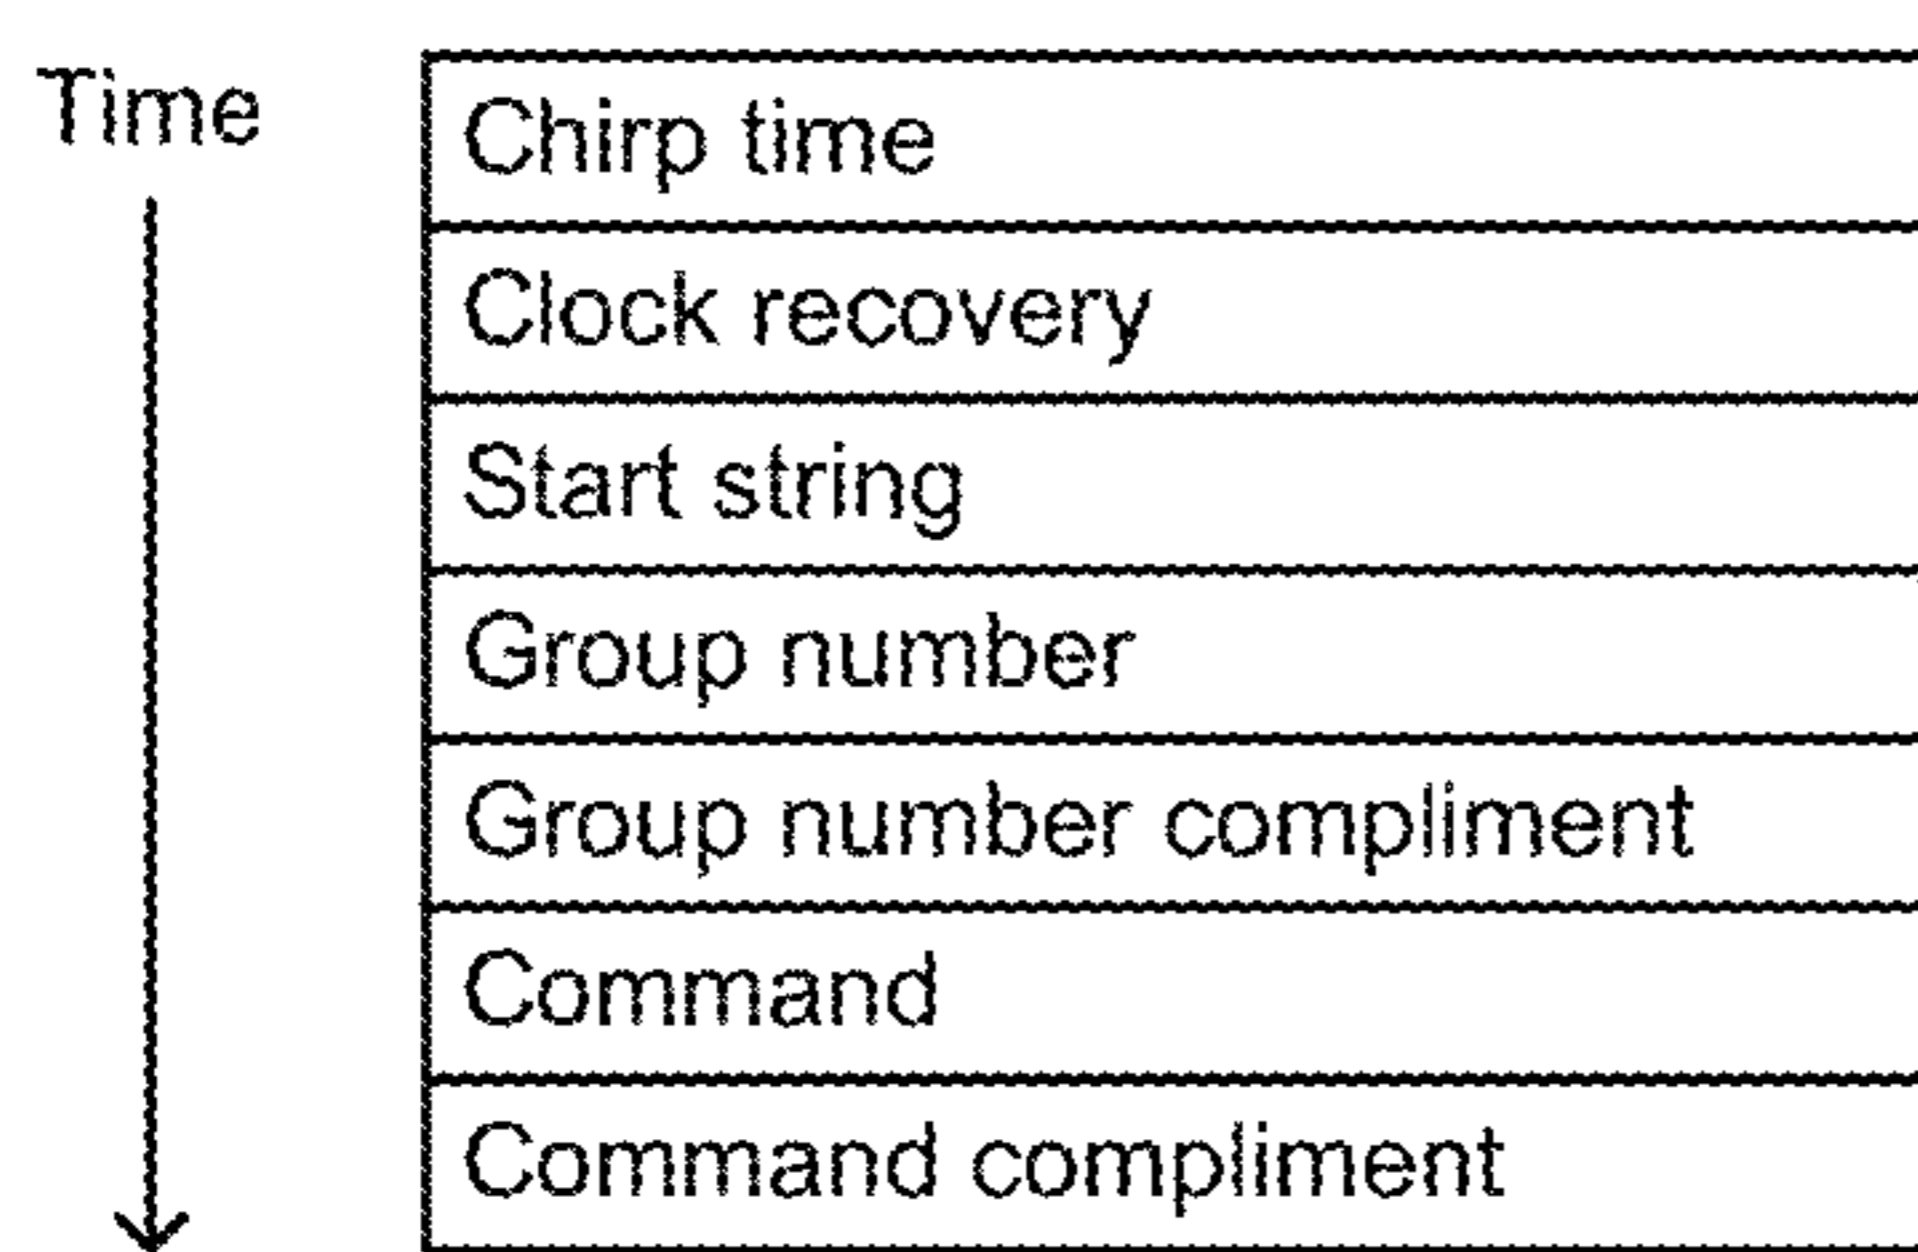 Time
Chirp time
Clock recovery
Start string
Group number
Group number compliment
Command
Command compliment